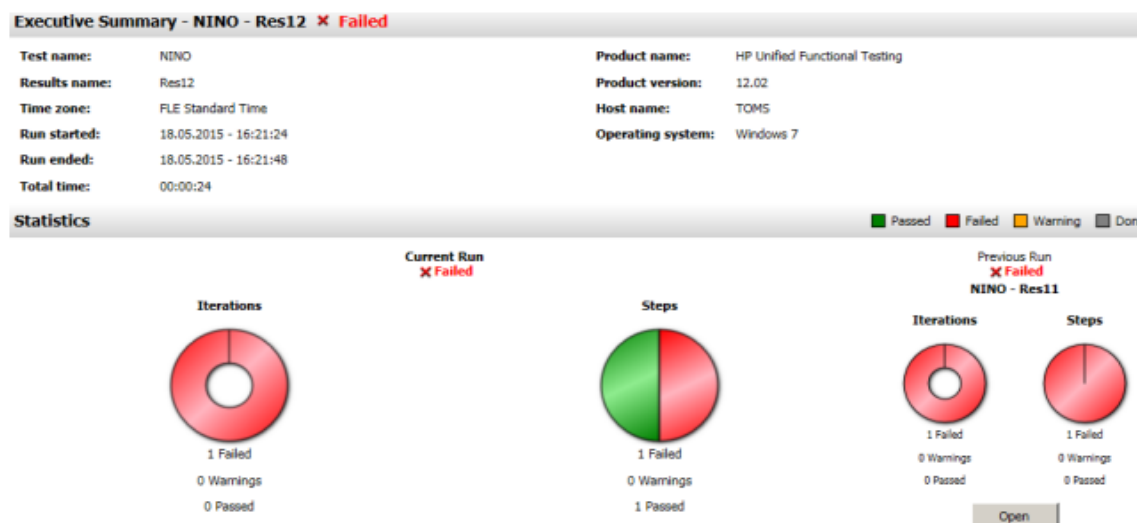 Executive Summary - NINO - Res12 ✘ Failed
Test name: NINO Product name: HP Unified Functional Testing
Results name: Res12 Product version: 12.02
Time zone: FLE Standard Time Host name: TOMS
Run started: 18.05.2015 - 16:21:24 Operating system: Windows 7
Run ended: 18.05.2015 - 16:21:48
Total time: 00:00:24
Statistics Passed Failed Warning Don
Current Run
✘ Failed
Iterations
1 Failed
0 Warnings
0 Passed
Steps
1 Failed
0 Warnings
1 Passed
Previous Run
✘ Failed
NINO - Res11
Iterations
1 Failed
0 Warnings
0 Passed
Steps
1 Failed
0 Warnings
0 Passed
Open